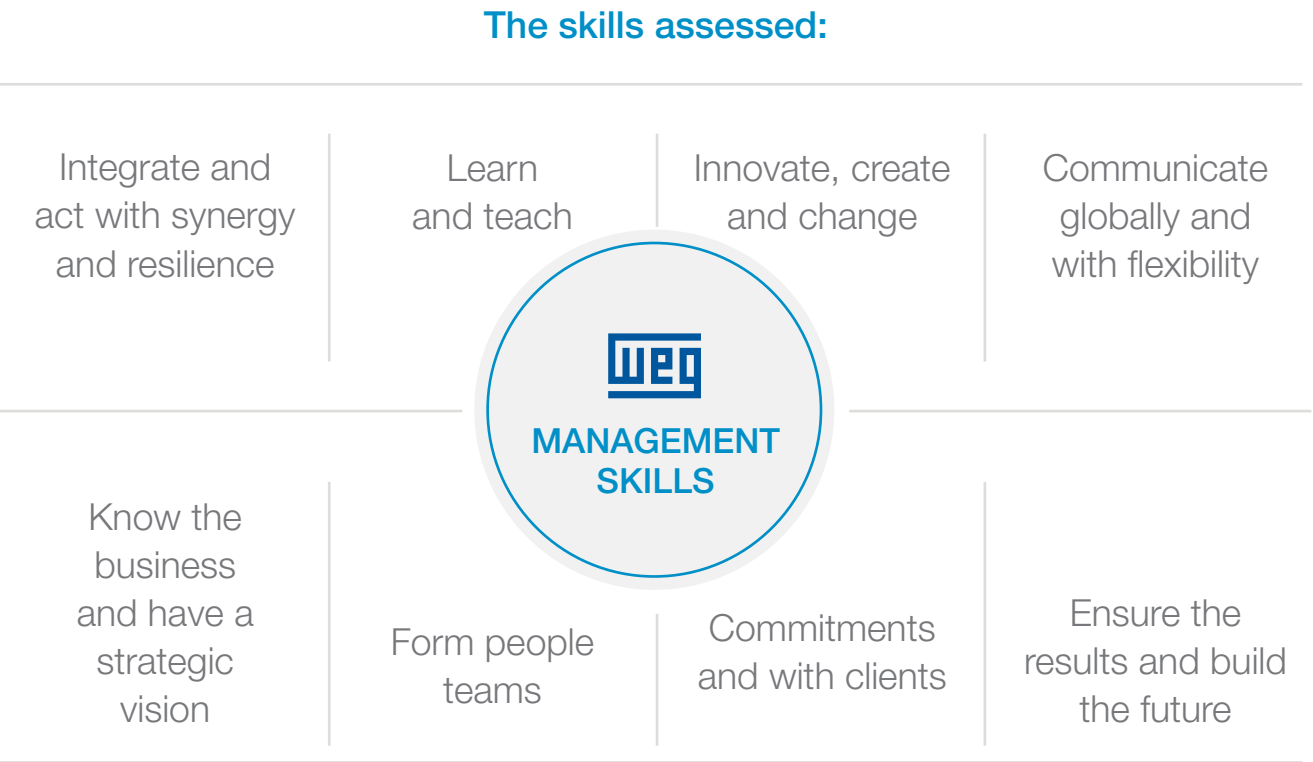 The skills assessed:
Integrate and
act with synergy
and resilience
Learn
and teach
Innovate, create
and change
Communicate
globally and
with flexibility
weg
MANAGEMENT
SKILLS
Know the
business
and have a
strategic
vision
Form people
teams
Commitments
and with clients
Ensure the
results and build
the future